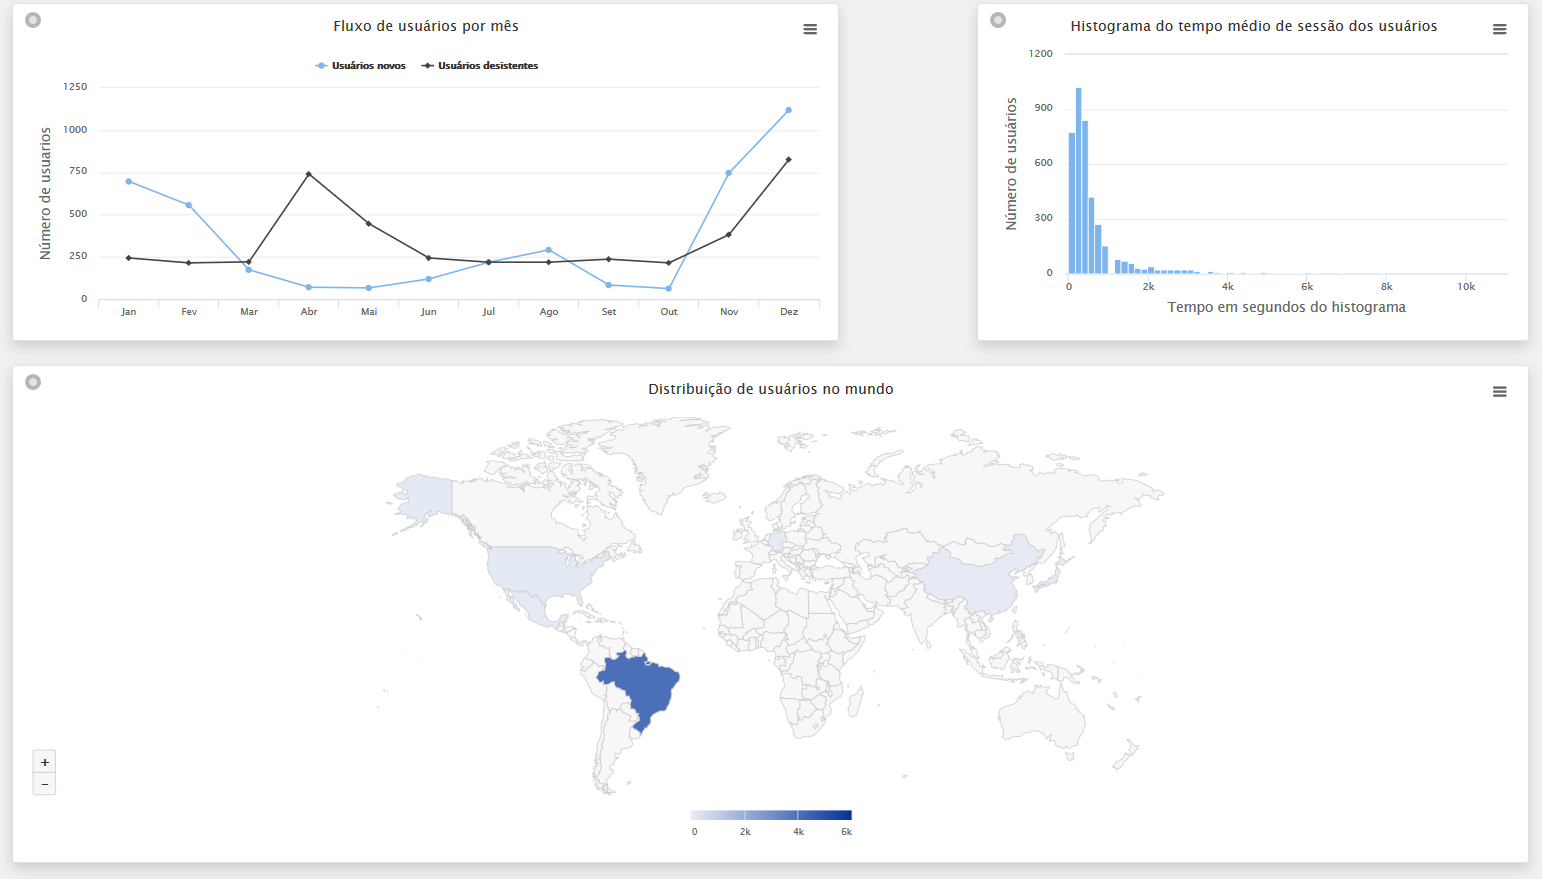 Fluxo de usuários por mês
Usuários novos
Usuários desistentes
Número de usuarios
1250
1000
750
500
250
0
Jan Fev Mar Abr Mai Jun Jul Ago Set Out Nov Dez
Histograma do tempo médio de sessão dos usuários
Número de usuários
1200
900
600
300
0
0 2k 4k 6k 8k 10k
Tempo em segundos do histograma
Distribuição de usuários no mundo
+
−
0 2k 4k 6k